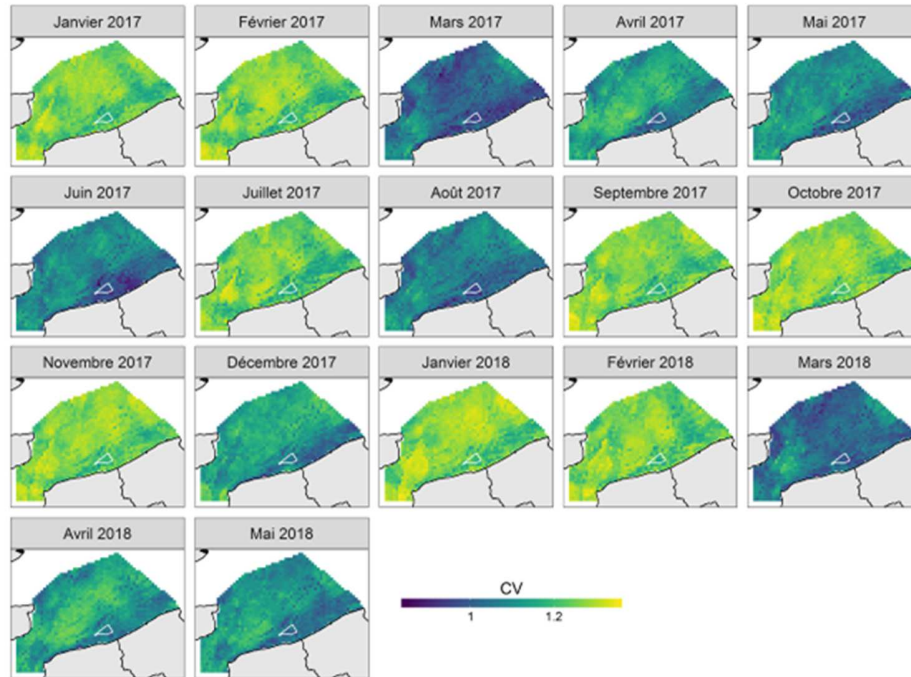 Janvier 2017
Février 2017
Mars 2017
Avril 2017
Mai 2017
Juin 2017
Juillet 2017
Août 2017
Septembre 2017
Octobre 2017
Novembre 2017
Décembre 2017
Janvier 2018
Février 2018
Mars 2018
Avril 2018
Mai 2018
CV
1 1.2